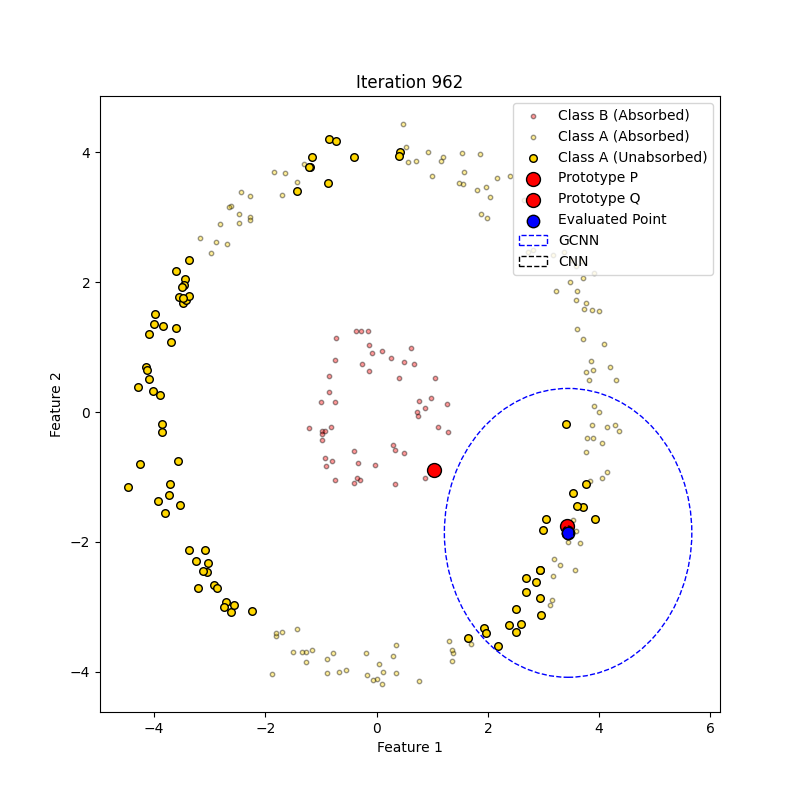 Iteration 962
Class B (Absorbed)
Class A (Absorbed)
Class A (Unabsorbed)
Prototype P
Prototype Q
Evaluated Point
GCNN
CNN
4
2
0
−2
−4
Feature 2
−4
−2
0
2
4
6
Feature 1